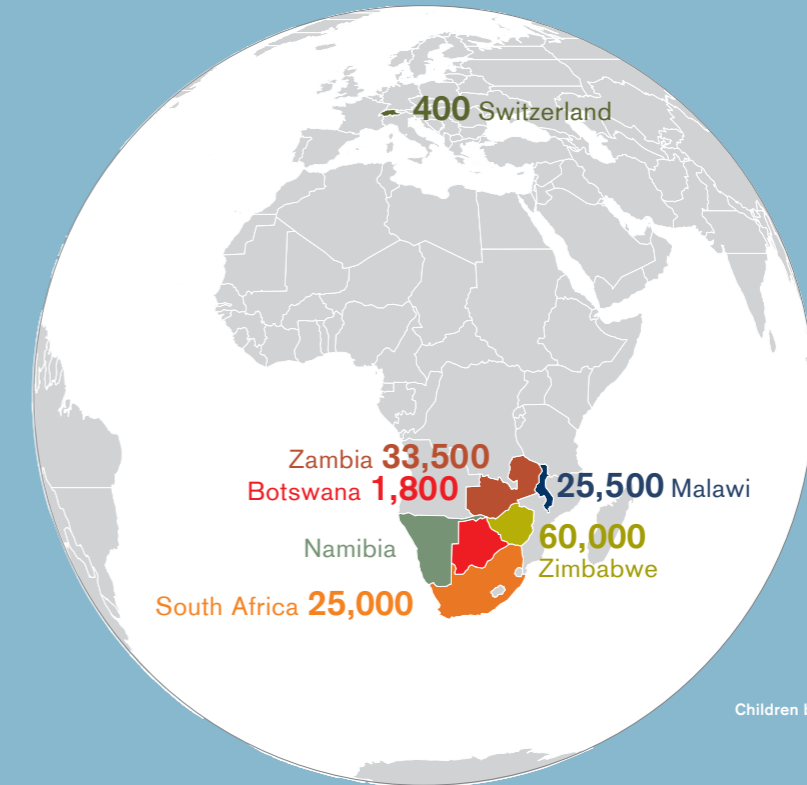 400 Switzerland
Zambia 33,500
Botswana 1,800
25,500 Malawi
Namibia
60,000
Zimbabwe
South Africa 25,000
Children